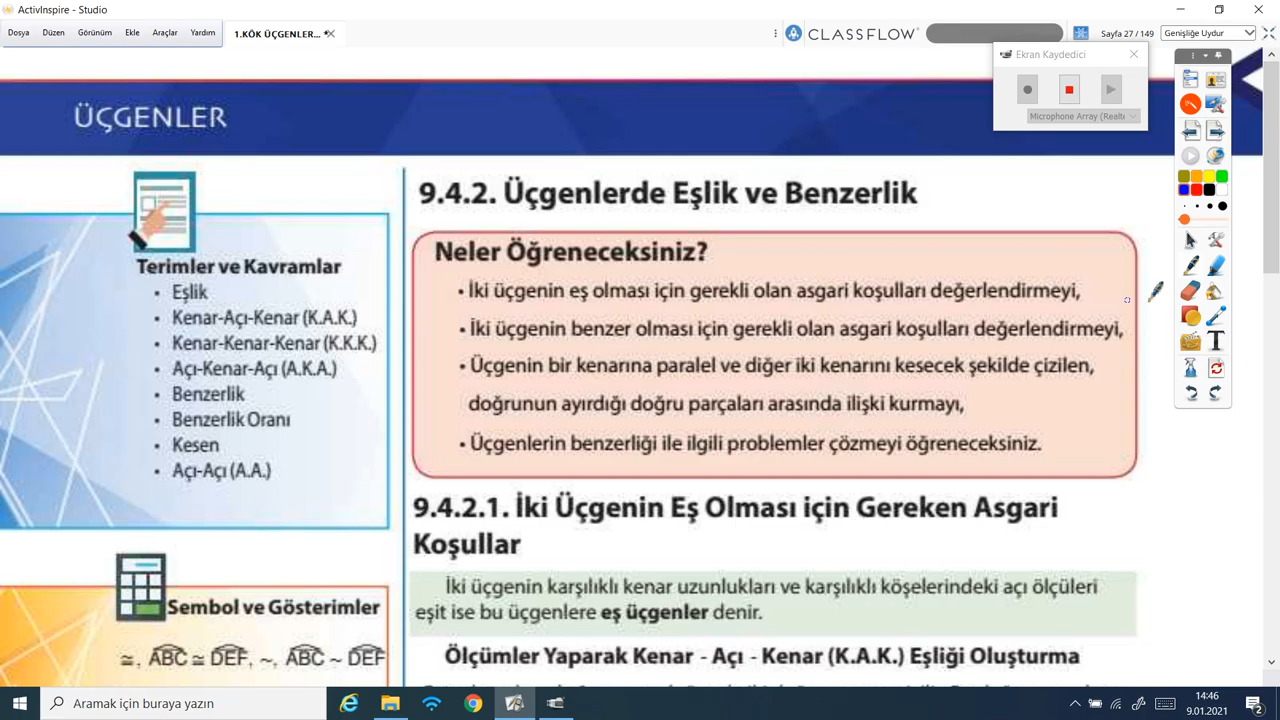 ActivInspire - Studio
Dosya Düzen Görünüm Ekle Araçlar Yardım
1.KÖK ÜÇGENLER...
CLASSFLOW
Sayfa 27 / 149
Genişliğe Uydur
Ekran Kaydedici
Microphone Array (Realte
ÜÇGENLER
Terimler ve Kavramlar
• Eşlik
• Kenar-Açı-Kenar (K.A.K.)
• Kenar-Kenar-Kenar (K.K.K.)
• Açı-Kenar-Açı (A.K.A.)
• Benzerlik
• Benzerlik Oranı
• Kesen
• Açı-Açı (A.A.)
Sembol ve Gösterimler
≅, ABC ≅ DEF, ~, ABC ~ DEF
9.4.2. Üçgenlerde Eşlik ve Benzerlik
Neler Öğreneceksiniz?
• İki üçgenin eş olması için gerekli olan asgari koşulları değerlendirmeyi,
• İki üçgenin benzer olması için gerekli olan asgari koşulları değerlendirmeyi,
• Üçgenin bir kenarına paralel ve diğer iki kenarını kesecek şekilde çizilen,
doğrunun ayırdığı doğru parçaları arasında ilişki kurmayı,
• Üçgenlerin benzerliği ile ilgili problemler çözmeyi öğreneceksiniz.
9.4.2.1. İki Üçgenin Eş Olması için Gereken Asgari
Koşullar
İki üçgenin karşılıklı kenar uzunlukları ve karşılıklı köşelerindeki açı ölçüleri
eşit ise bu üçgenlere eş üçgenler denir.
Ölçümler Yaparak Kenar - Açı - Kenar (K.A.K.) Eşliği Oluşturma
Aramak için buraya yazın
14:46
9.01.2021
2